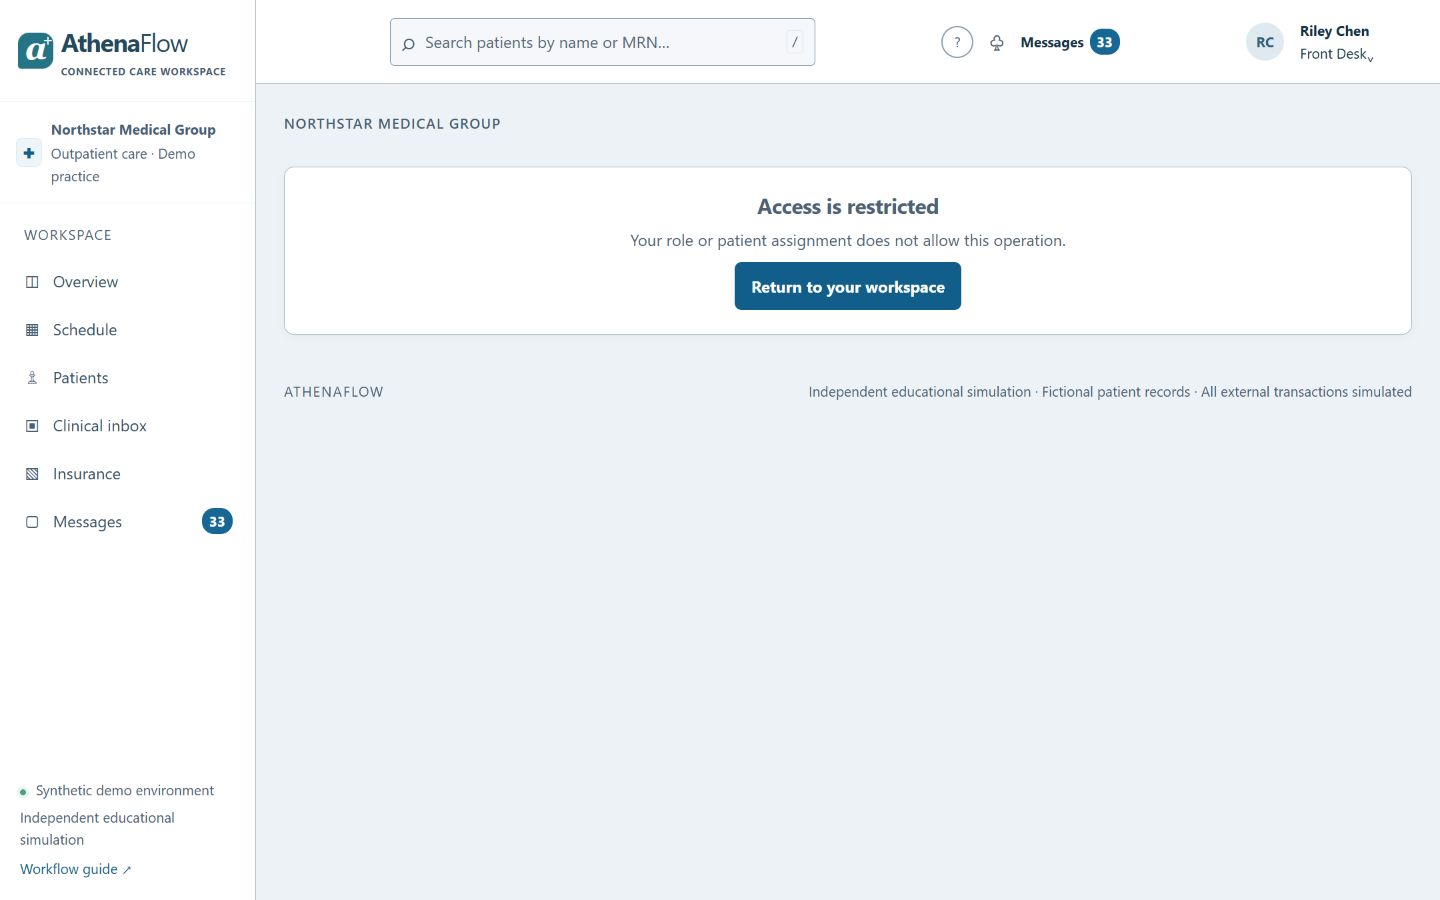 AthenaFlow
CONNECTED CARE WORKSPACE
Northstar Medical Group
Outpatient care · Demo
practice
WORKSPACE
Overview
Schedule
Patients
Clinical inbox
Insurance
Messages 33
Synthetic demo environment
Independent educational
simulation
Workflow guide ↗
Search patients by name or MRN... /
? Messages 33
RC Riley Chen
Front Desk
NORTHSTAR MEDICAL GROUP
Access is restricted
Your role or patient assignment does not allow this operation.
Return to your workspace
ATHENAFLOW Independent educational simulation · Fictional patient records · All external transactions simulated